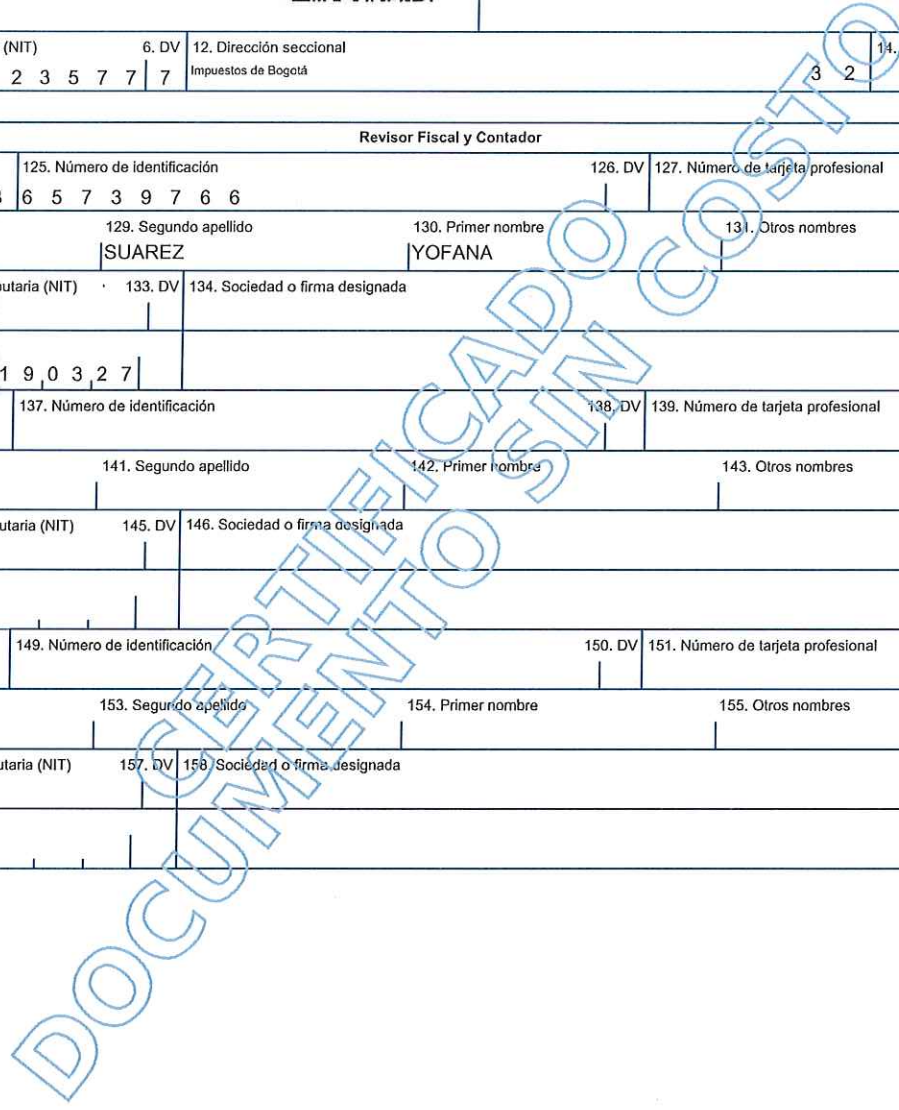 (NIT) 6. DV 12. Dirección seccional 14.
2 3 5 7 7 7 Impuestos de Bogotá 3 2
Revisor Fiscal y Contador
125. Número de identificación 126. DV 127. Número de tarjeta profesional
6 5 7 3 9 7 6 6
129. Segundo apellido 130. Primer nombre 131. Otros nombres
SUAREZ YOFANA
butaria (NIT) 133. DV 134. Sociedad o firma designada
1 9 0 3 2 7
137. Número de identificación 138. DV 139. Número de tarjeta profesional
141. Segundo apellido 142. Primer nombre 143. Otros nombres
utaria (NIT) 145. DV 146. Sociedad o firma designada
149. Número de identificación 150. DV 151. Número de tarjeta profesional
153. Segundo apellido 154. Primer nombre 155. Otros nombres
utaria (NIT) 157. DV 158. Sociedad o firma designada
CERTIFICADO
DOCUMENTO SIN COSTO